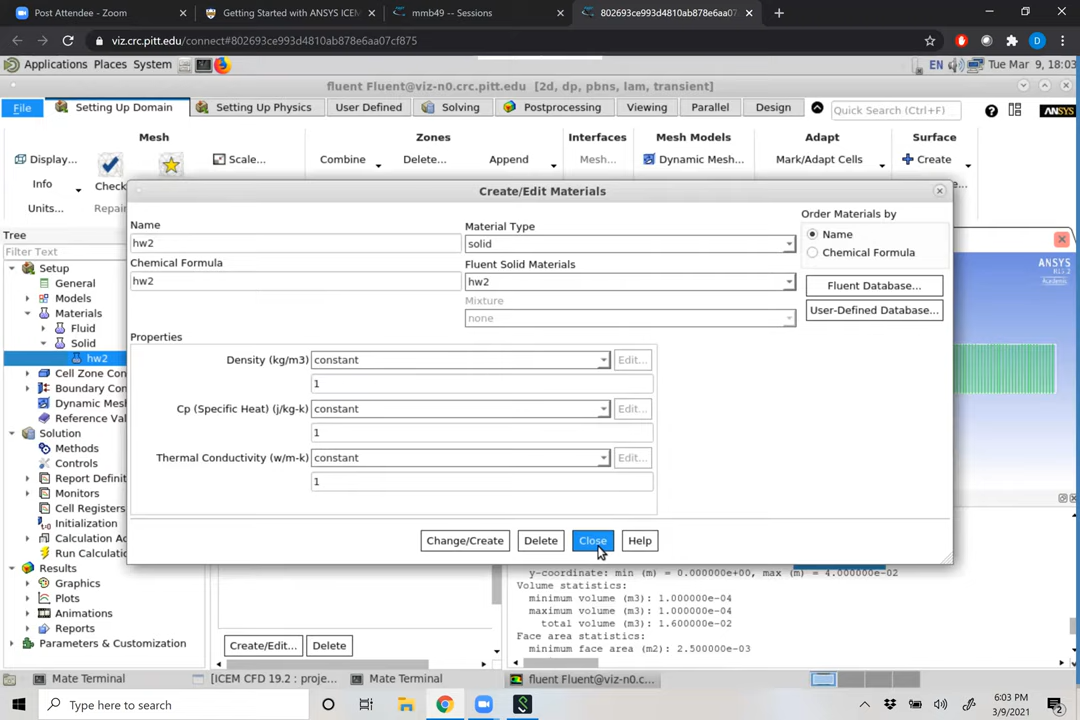 Post Attendee - Zoom
Getting Started with ANSYS ICEM
mmb49 -- Sessions
802693ce993d4810ab878e6aa07
viz.crc.pitt.edu/connect#802693ce993d4810ab878e6aa07cf875
D
Applications Places System
EN
Tue Mar 9, 18:03
fluent Fluent@viz-n0.crc.pitt.edu [2d, dp, pbns, lam, transient]
File
Setting Up Domain
Setting Up Physics
User Defined
Solving
Postprocessing
Viewing
Parallel
Design
Quick Search (Ctrl+F)
ANSYS
Mesh
Zones
Interfaces
Mesh Models
Adapt
Surface
Display...
Scale...
Combine
Delete...
Append
Mesh...
Dynamic Mesh...
Mark/Adapt Cells
Create
Info
Check
Units...
Repair
Tree
Filter Text
Setup
General
Models
Materials
Fluid
Solid
hw2
Cell Zone Con
Boundary Con
Dynamic Mes
Reference Val
Solution
Methods
Controls
Report Defini
Monitors
Cell Registers
Initialization
Calculation A
Run Calculati
Results
Graphics
Plots
Animations
Reports
Parameters & Customization
Create/Edit Materials
Name
hw2
Chemical Formula
hw2
Material Type
solid
Fluent Solid Materials
hw2
Mixture
none
Order Materials by
Name
Chemical Formula
Fluent Database...
User-Defined Database...
Properties
Density (kg/m3)
constant
Edit...
1
Cp (Specific Heat) (j/kg-k)
constant
Edit...
1
Thermal Conductivity (w/m-k)
constant
Edit...
1
Change/Create
Delete
Close
Help
ANSYS
Academic
Create/Edit...
Delete
y-coordinate: min (m) = 0.000000e+00, max (m) = 4.000000e-02
Volume statistics:
minimum volume (m3): 1.000000e-04
maximum volume (m3): 1.000000e-04
total volume (m3): 1.600000e-02
Face area statistics:
minimum face area (m2): 2.500000e-03
Mate Terminal
[ICEM CFD 19.2 : proje...
Mate Terminal
fluent Fluent@viz-n0.c...
Type here to search
6:03 PM
3/9/2021
2